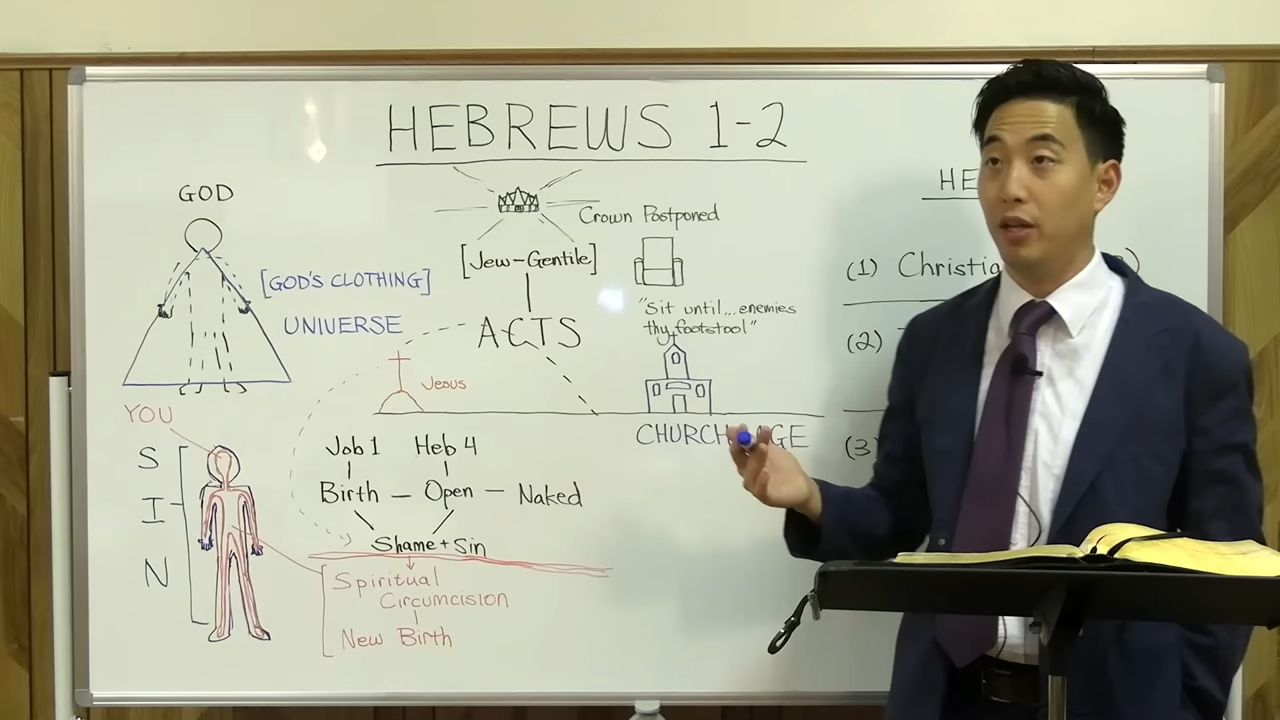 HEBREWS 1-2
GOD
[GOD'S CLOTHING]
UNIVERSE
Crown Postponed
[Jew-Gentile]
ACTS
"Sit until... enemies
thy footstool"
Jesus
CHURCH AGE
YOU
S
I
N
Job 1 Heb 4
Birth - Open - Naked
Shame + Sin
Spiritual
Circumcision
New Birth
(1)
(2)
(3)